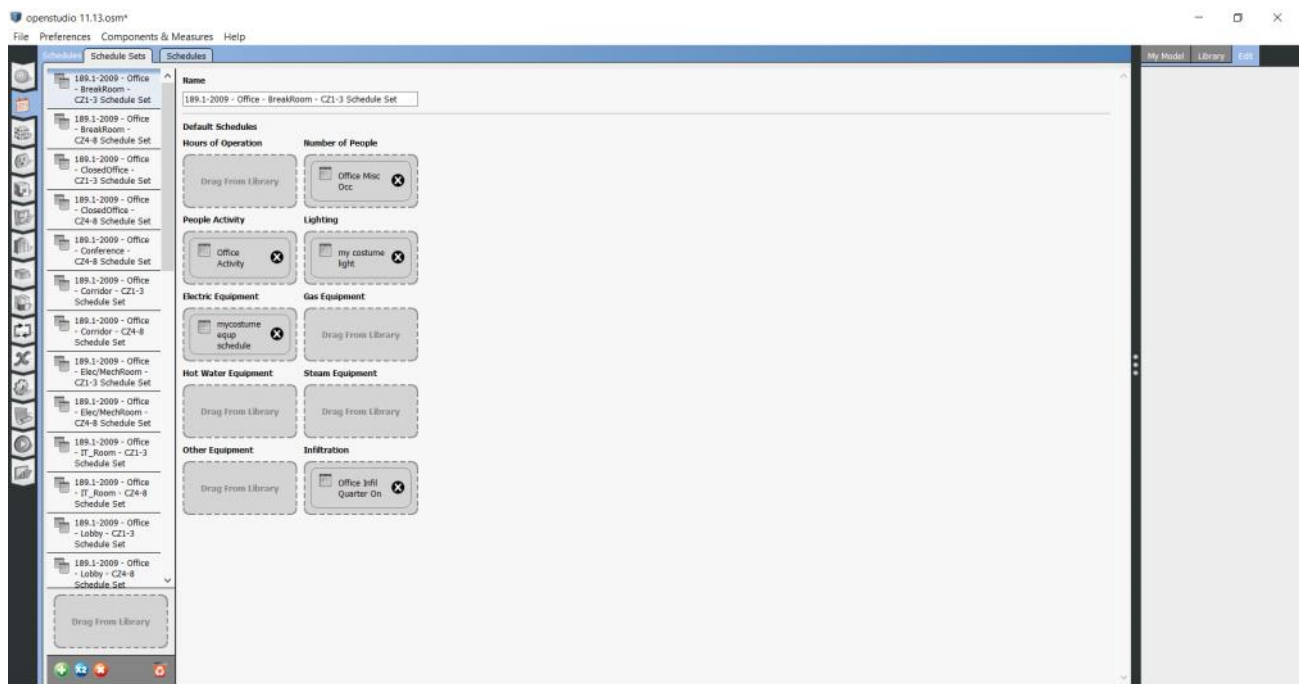 openstudio 11.13.osm*
File Preferences Components & Measures Help
Schedules Schedule Sets Schedules
My Model Library Edit
189.1-2009 - Office
- BreakRoom -
CZ1-3 Schedule Set
189.1-2009 - Office
- BreakRoom -
CZ4-8 Schedule Set
189.1-2009 - Office
- ClosedOffice -
CZ1-3 Schedule Set
189.1-2009 - Office
- ClosedOffice -
CZ4-8 Schedule Set
189.1-2009 - Office
- Conference -
CZ4-8 Schedule Set
189.1-2009 - Office
- Corridor - CZ1-3
Schedule Set
189.1-2009 - Office
- Corridor - CZ4-8
Schedule Set
189.1-2009 - Office
- Elec/MechRoom -
CZ1-3 Schedule Set
189.1-2009 - Office
- Elec/MechRoom -
CZ4-8 Schedule Set
189.1-2009 - Office
- IT_Room - CZ1-3
Schedule Set
189.1-2009 - Office
- IT_Room - CZ4-8
Schedule Set
189.1-2009 - Office
- Lobby - CZ1-3
Schedule Set
189.1-2009 - Office
- Lobby - CZ4-8
Schedule Set
Drag From Library
x2
Name
189.1-2009 - Office - BreakRoom - CZ1-3 Schedule Set
Default Schedules
Hours of Operation Number of People
Drag From Library
Office Misc
Occ
People Activity Lighting
Office
Activity
my costume
light
Electric Equipment Gas Equipment
mycostume
equp
schedule
Drag From Library
Hot Water Equipment Steam Equipment
Drag From Library Drag From Library
Other Equipment Infiltration
Drag From Library
Office Infil
Quarter On